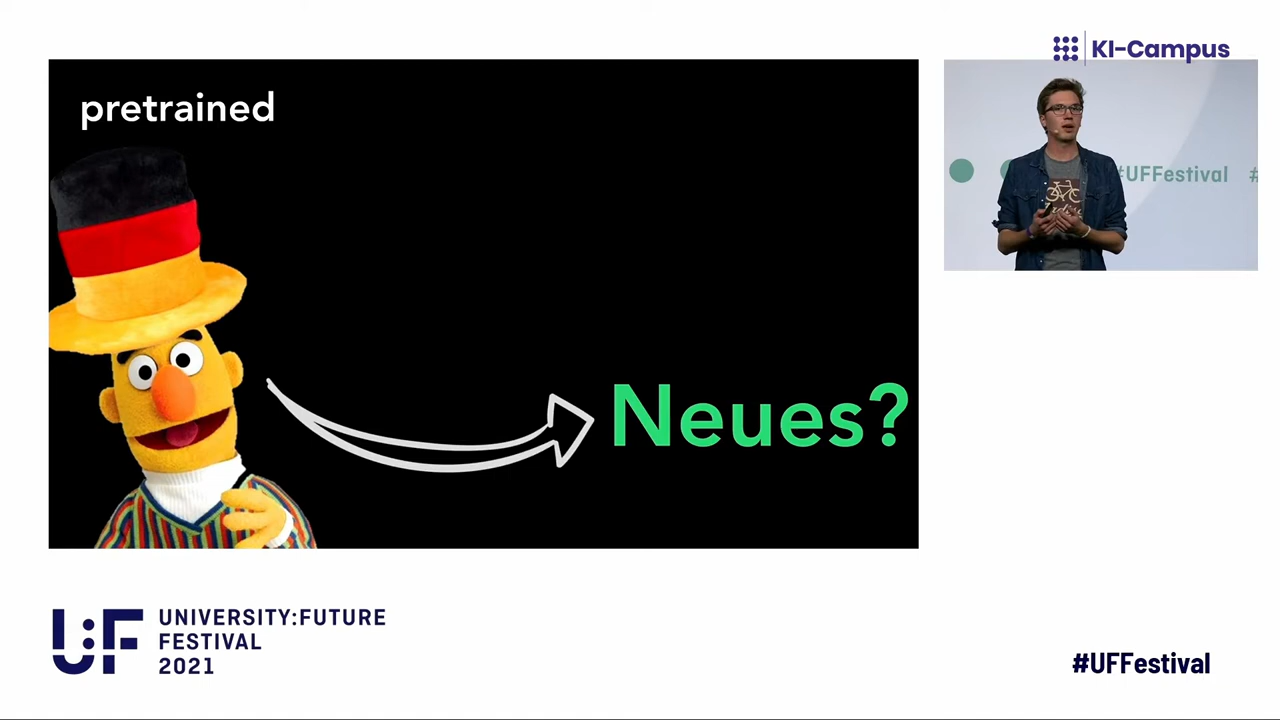 KI-Campus
pretrained
#UFFestival
Neues?
UNIVERSITY:FUTURE
FESTIVAL
2021
U:F
#UFFestival